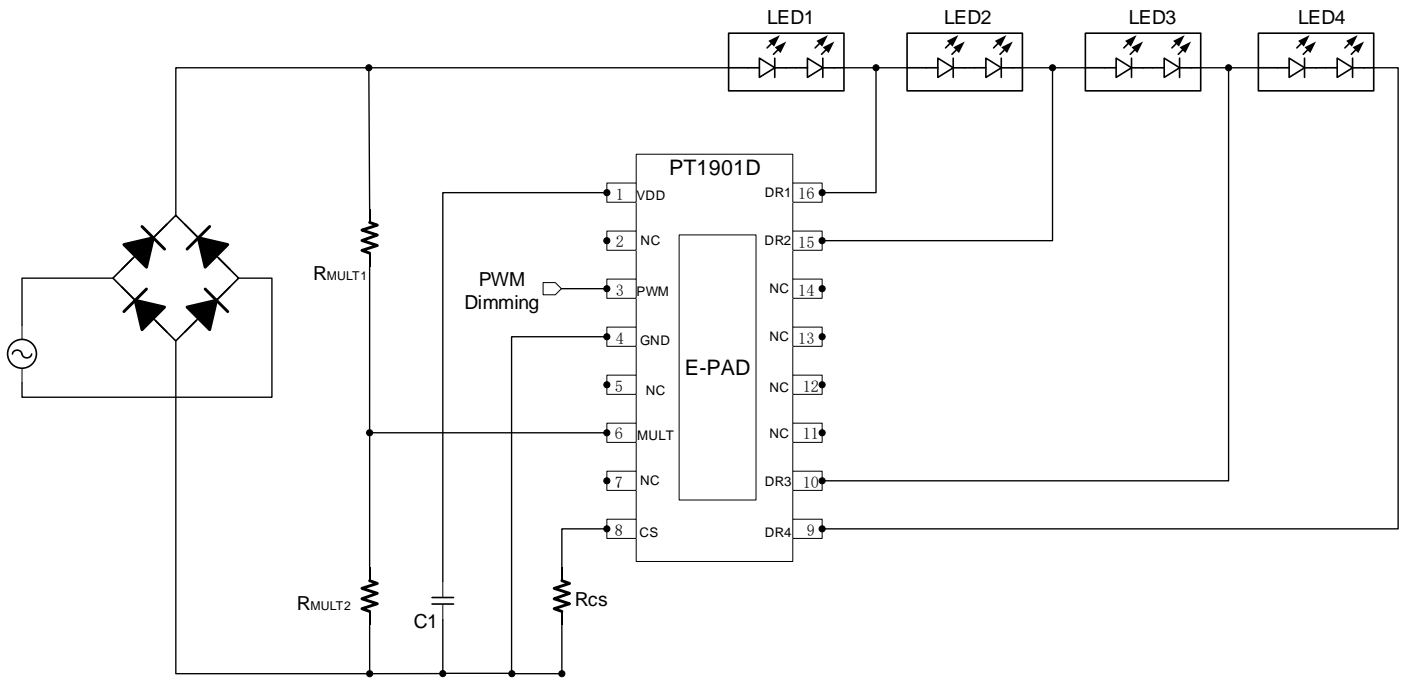 LED1 LED2 LED3 LED4
PT1901D
1 VDD DR1 16
2 NC DR2 15
RMULT1
PWM
Dimming
3 PWM NC 14
4 GND NC 13
E-PAD
5 NC NC 12
6 MULT NC 11
7 NC DR3 10
8 CS DR4 9
RMULT2
C1
Rcs